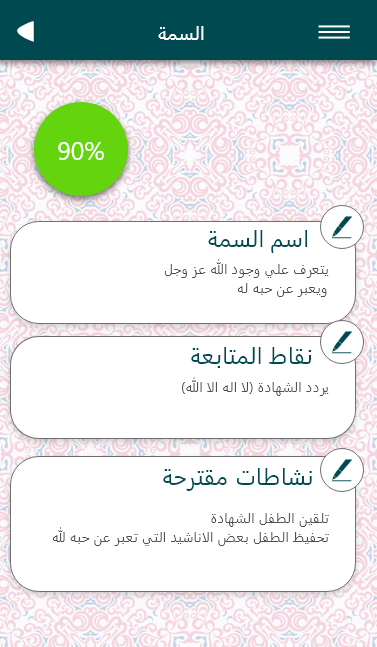 السمة
90%
اسم السمة
يتعرف علي وجود الله عز وجل
ويعبر عن حبه له
نقاط المتابعة
يردد الشهادة (لا اله الا الله)
نشاطات مقترحة
تلقين الطفل الشهادة
تحفيظ الطفل بعض الاناشيد التي تعبر عن حبه لله